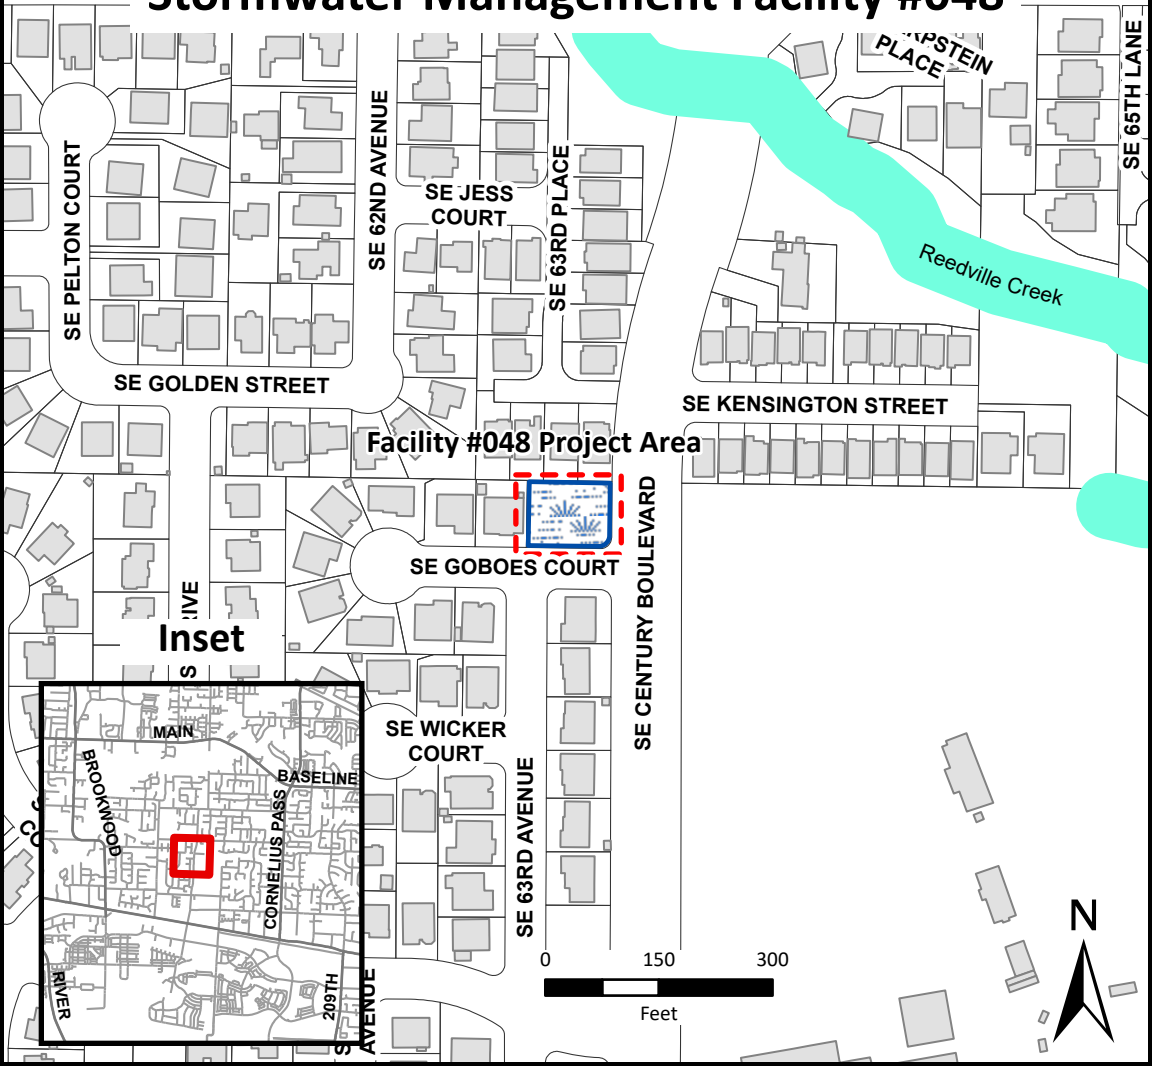 Stormwater Management Facility #048
PLACE
SE 65TH LANE
SE PELTON COURT
SE 62ND AVENUE
SE JESS
COURT
SE 63RD PLACE
Reedville Creek
SE GOLDEN STREET
SE KENSINGTON STREET
Facility #048 Project Area
SE GOBOES COURT
SE CENTURY BOULEVARD
Inset
SE WICKER
COURT
SE 63RD AVENUE
MAIN
BASELINE
BROOKWOOD
CORNELIUS PASS
RIVER
209TH
AVENUE
N
0 150 300
Feet